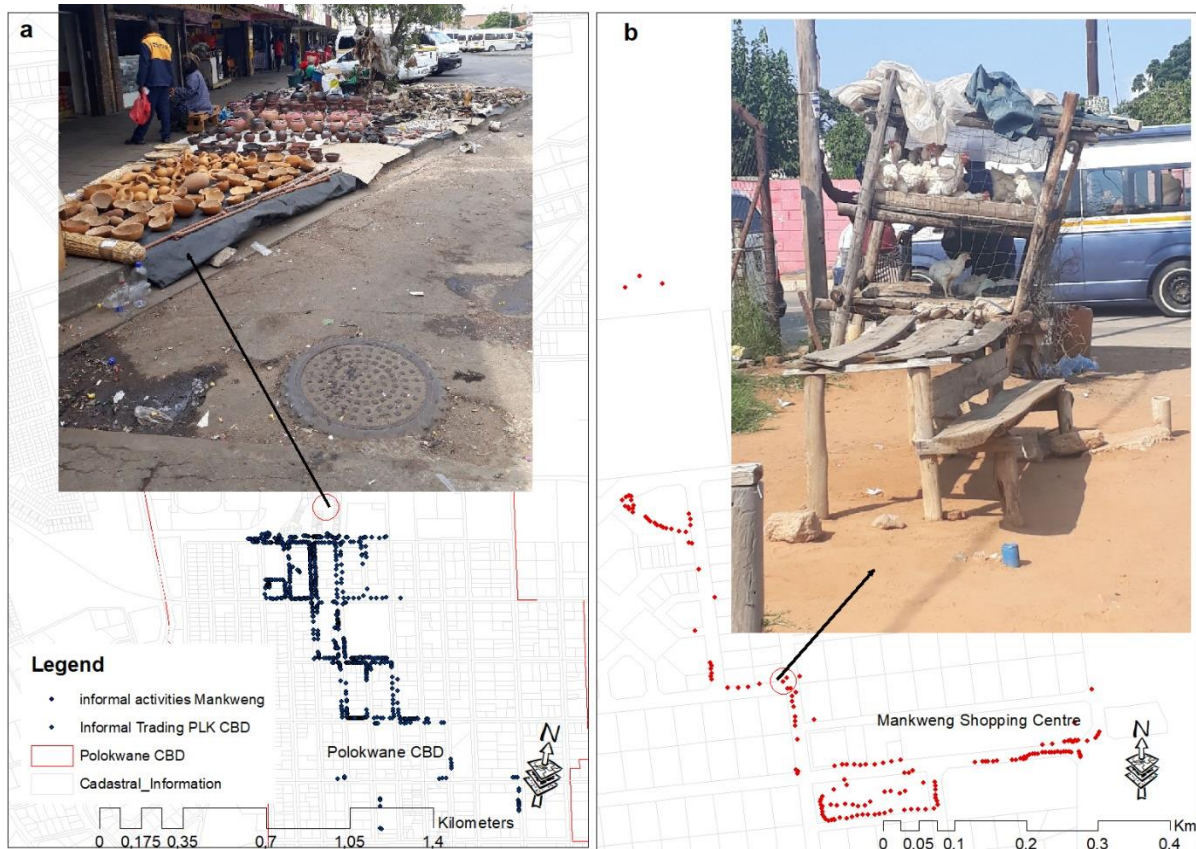 a
Legend
informal activities Mankweng
Informal Trading PLK CBD
Polokwane CBD
Cadastral_Information
Polokwane CBD
N
Kilometers
0 0,175 0,35 0,7 1,05 1,4
b
Mankweng Shopping Centre
N
Km
0 0.05 0.1 0.2 0.3 0.4